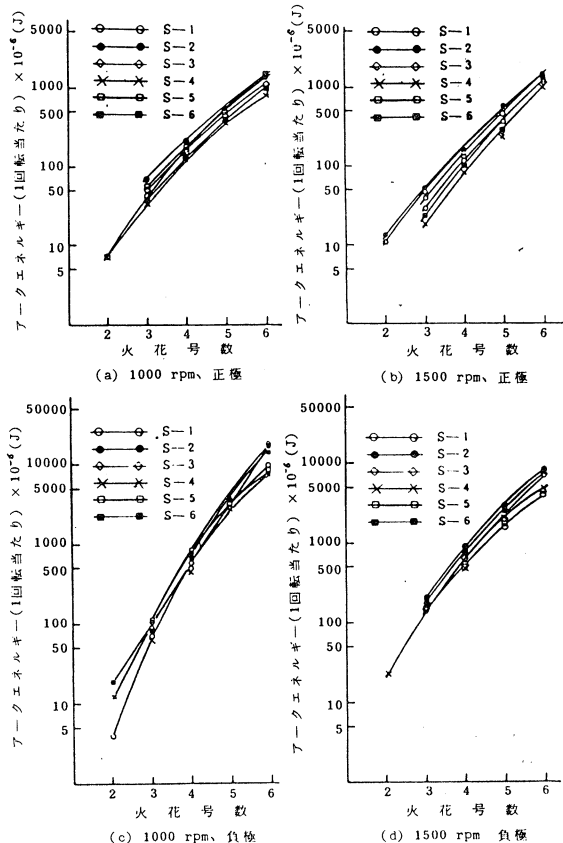 アークエネルギー(1回転当たり) ×10⁻⁶(J)
5000
1000
500
100
50
10
5
S—1
S—2
S—3
S—4
S—5
S—6
2 3 4 5 6
火花号数
(a) 1000 rpm、正極
アークエネルギー(1回転当たり) ×10⁻⁶(J)
5000
1000
500
100
50
10
5
S—1
S—2
S—3
S—4
S—5
S—6
2 3 4 5 6
火花号数
(b) 1500 rpm、正極
アークエネルギー(1回転当たり) ×10⁻⁶(J)
50000
10000
5000
1000
500
100
50
10
5
S—1
S—2
S—3
S—4
S—5
S—6
2 3 4 5 6
火花号数
(c) 1000 rpm、負極
アークエネルギー(1回転当たり) ×10⁻⁶(J)
50000
10000
5000
1000
500
100
50
10
5
S—1
S—2
S—3
S—4
S—5
S—6
2 3 4 5 6
火花号数
(d) 1500 rpm 負極